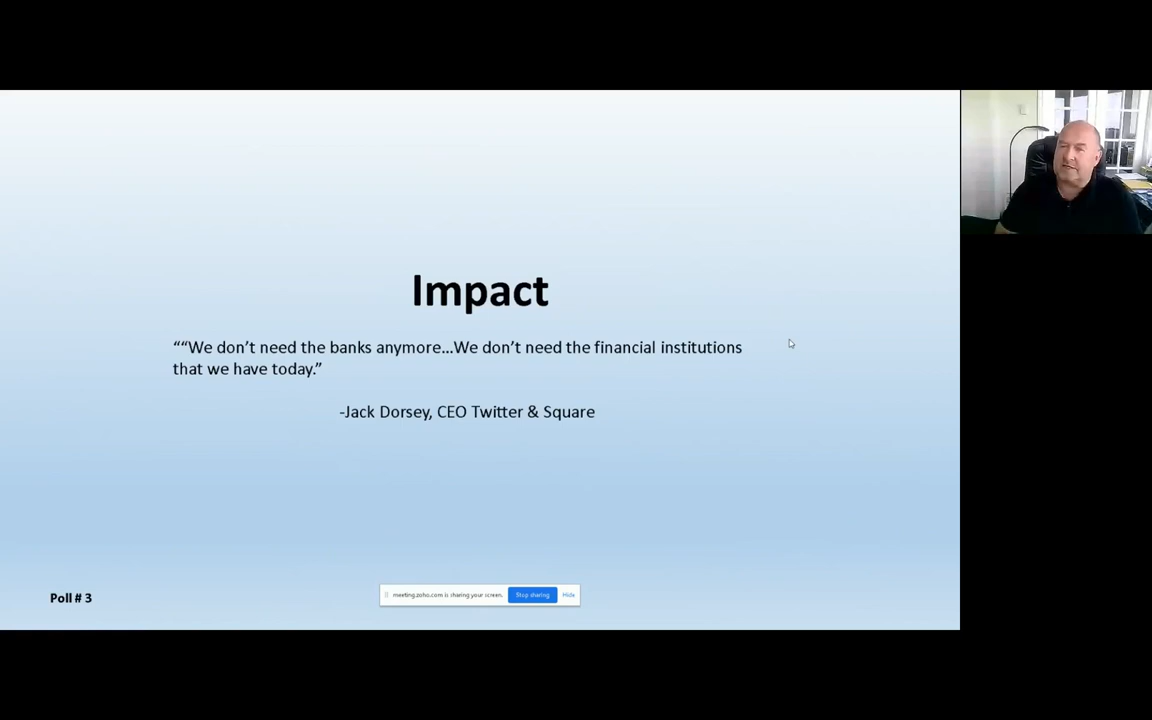 Impact
““We don’t need the banks anymore...We don’t need the financial institutions
that we have today.”
-Jack Dorsey, CEO Twitter & Square
Poll # 3
meeting.zoho.com is sharing your screen. Stop sharing Hide